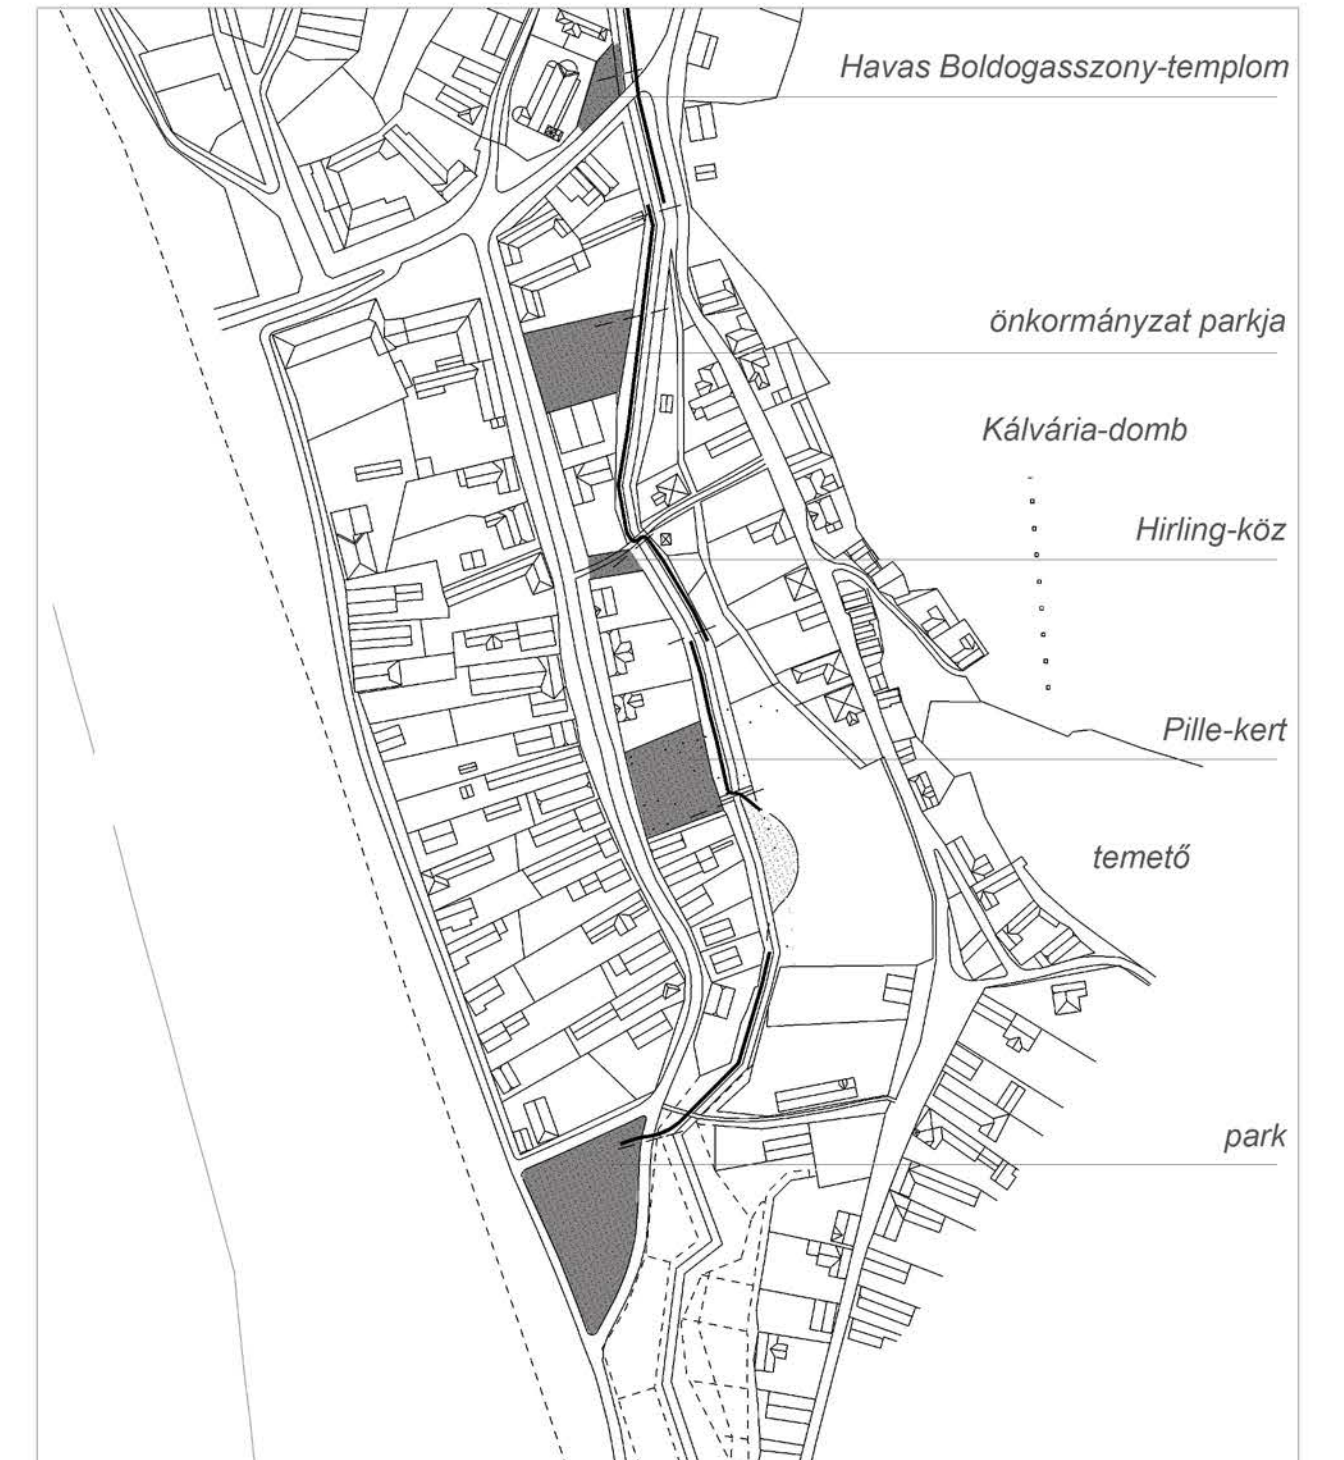 Havas Boldogasszony-templom
önkormányzat parkja
Kálvária-domb
Hirling-köz
Pille-kert
temető
park